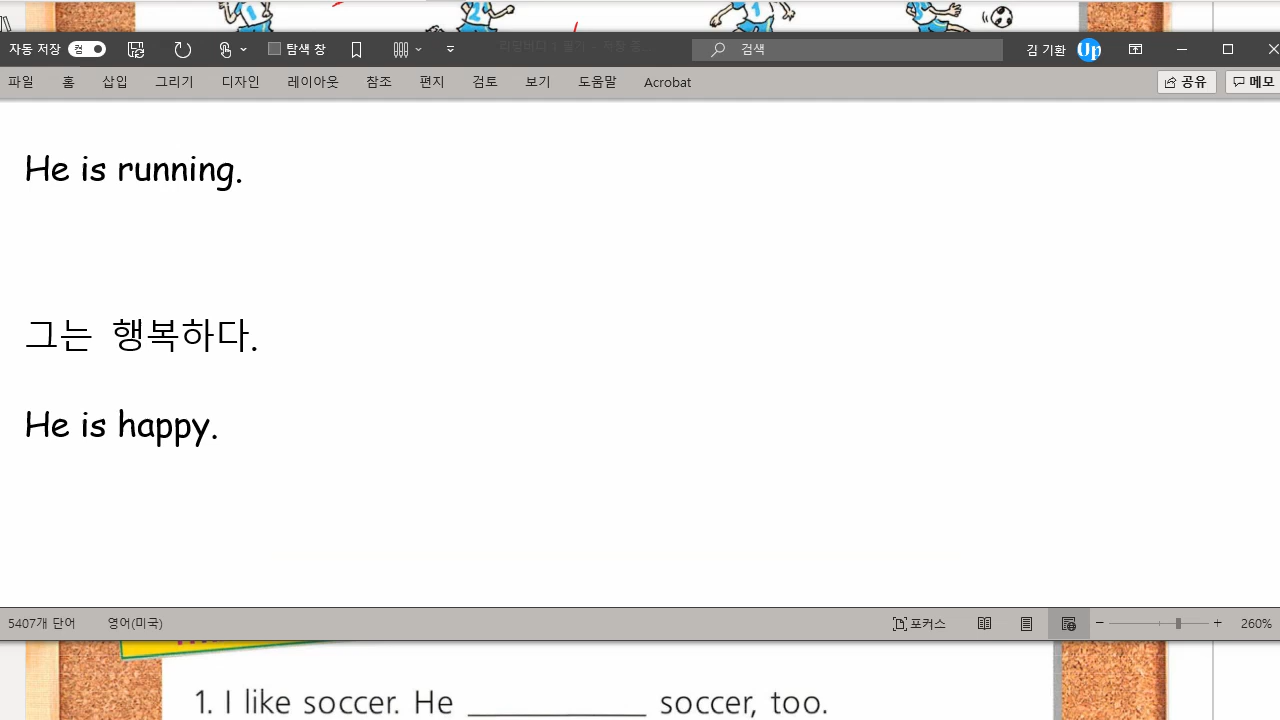 자동 저장 컴 탐색 창 검색 김 기환 Up
파일 홈 삽입 그리기 디자인 레이아웃 참조 편지 검토 보기 도움말 Acrobat 공유 메모
He is running.
그는 행복하다.
He is happy.
5407개 단어 영어(미국) 포커스 260%
1. I like soccer. He __________ soccer, too.